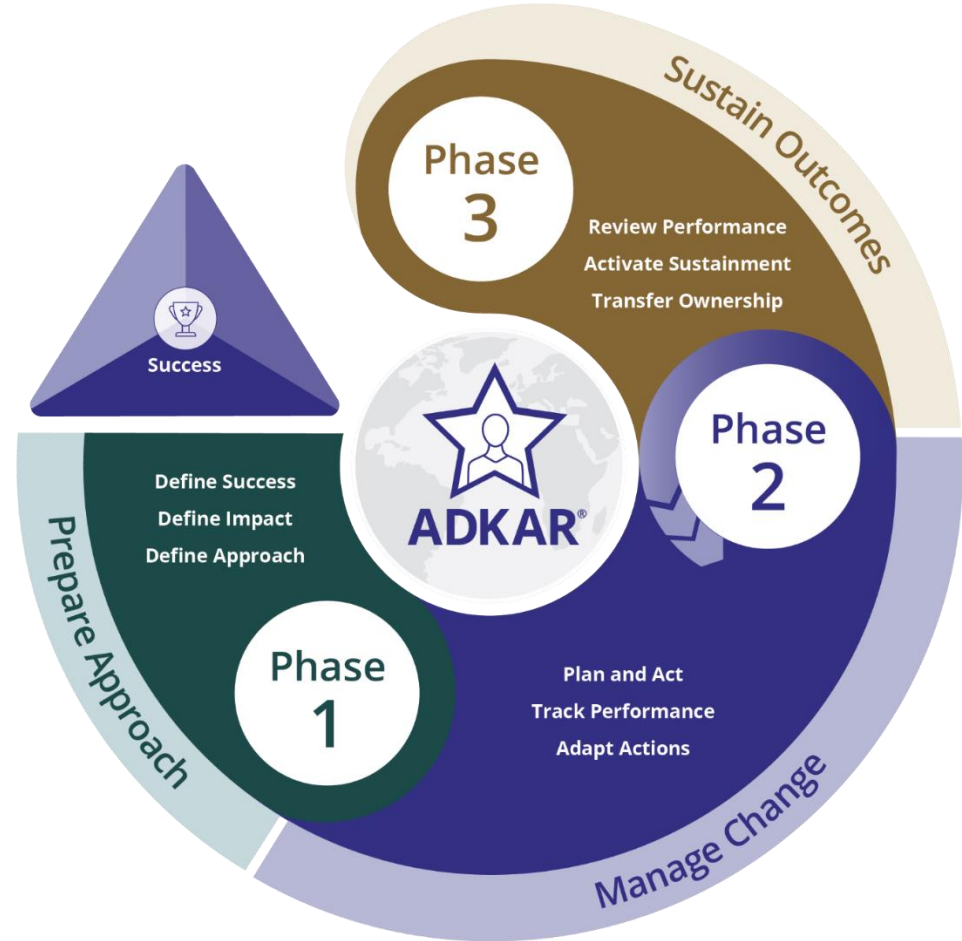 Success
Prepare Approach
Define Success
Define Impact
Define Approach
Phase
1
Manage Change
Phase
2
Plan and Act
Track Performance
Adapt Actions
Sustain Outcomes
Phase
3
Review Performance
Activate Sustainment
Transfer Ownership
ADKAR®